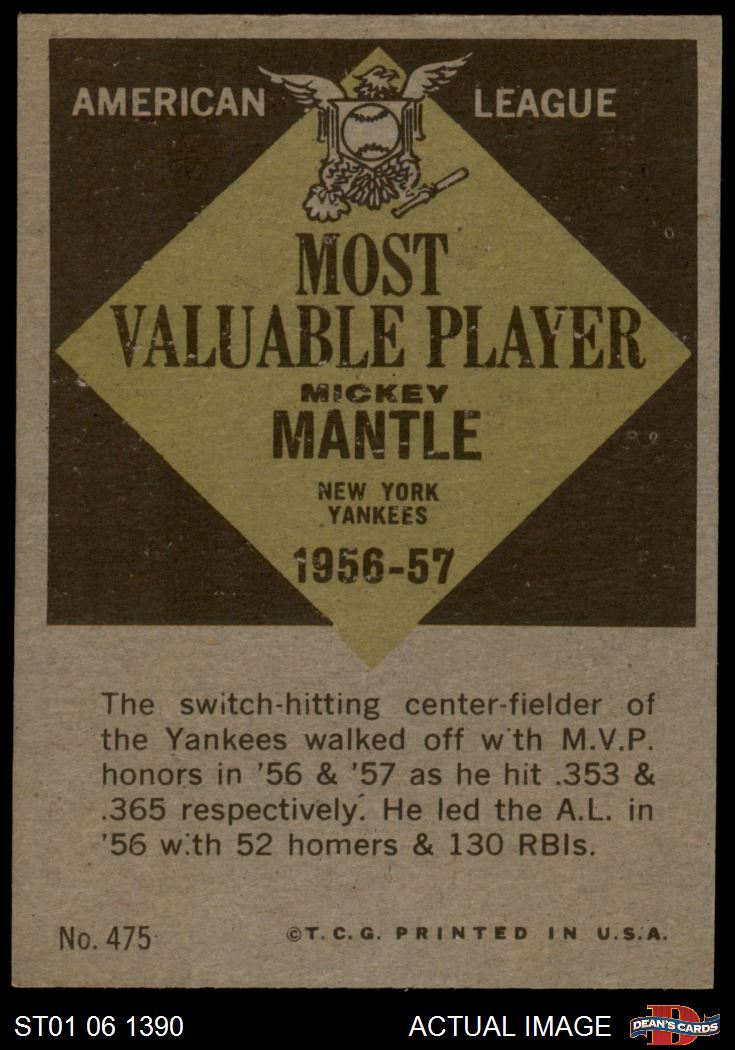 AMERICAN LEAGUE
MOST
VALUABLE PLAYER
MICKEY
MANTLE
NEW YORK
YANKEES
1956-57
The switch-hitting center-fielder of
the Yankees walked off w th M.V.P.
honors in '56 & '57 as he hit .353 &
.365 respectively. He led the A.L. in
'56 w.th 52 homers & 130 RBIs.
No. 475 ©T.C.G. PRINTED IN U.S.A.
ST01 06 1390 ACTUAL IMAGE D DEAN'S CARDS